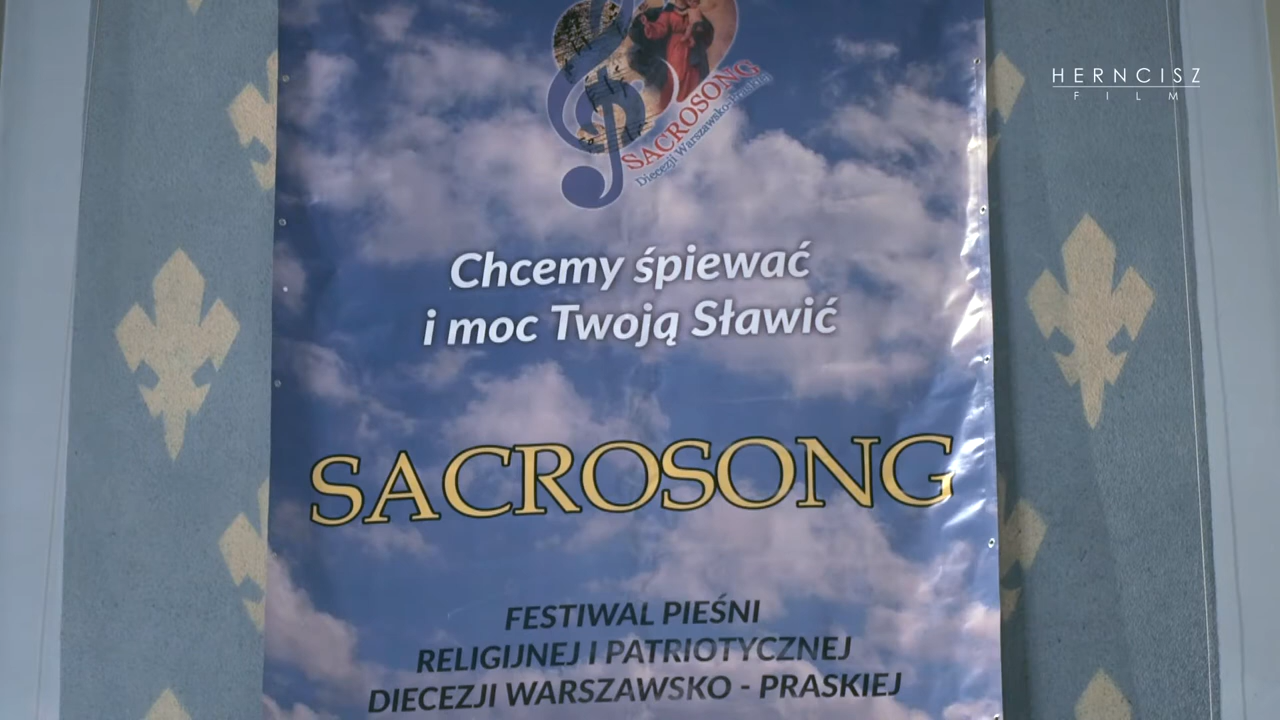 HERNCISZ
FILM
SACROSONG
Diecezji Warszawsko-Praskiej
Chcemy śpiewać
i moc Twoją Sławić
SACROSONG
FESTIWAL PIEŚNI
RELIGIJNEJ I PATRIOTYCZNEJ
DIECEZJI WARSZAWSKO - PRASKIEJ